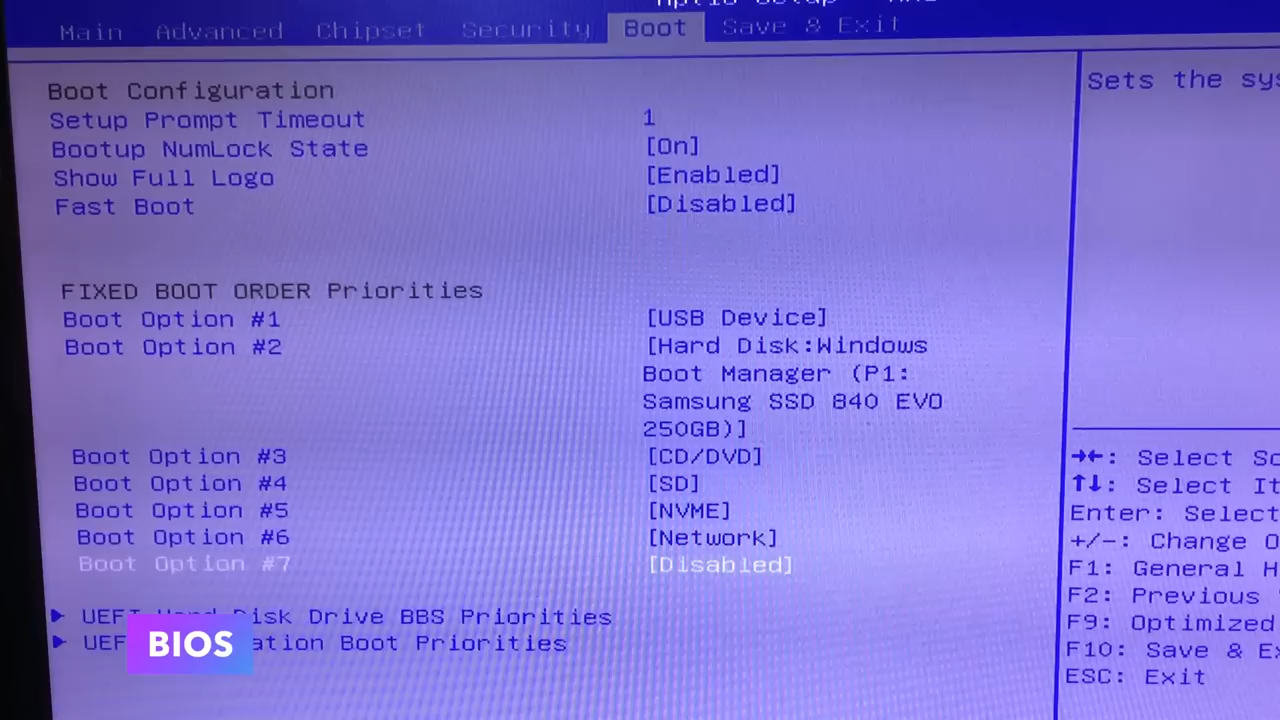 Main Advanced Chipset Security Boot Save & Exit
Boot Configuration
Setup Prompt Timeout 1
Bootup NumLock State [On]
Show Full Logo [Enabled]
Fast Boot [Disabled]
FIXED BOOT ORDER Priorities
Boot Option #1 [USB Device]
Boot Option #2 [Hard Disk:Windows
Boot Manager (P1:
Samsung SSD 840 EVO
250GB)]
Boot Option #3 [CD/DVD]
Boot Option #4 [SD]
Boot Option #5 [NVME]
Boot Option #6 [Network]
Boot Option #7 [Disabled]
Disk Drive BBS Priorities
Boot Priorities
BIOS
Sets the
→←: Select
↑↓: Select
Enter: Select
+/-: Change
F1: General
F2: Previous
F9: Optimized
F10: Save &
ESC: Exit